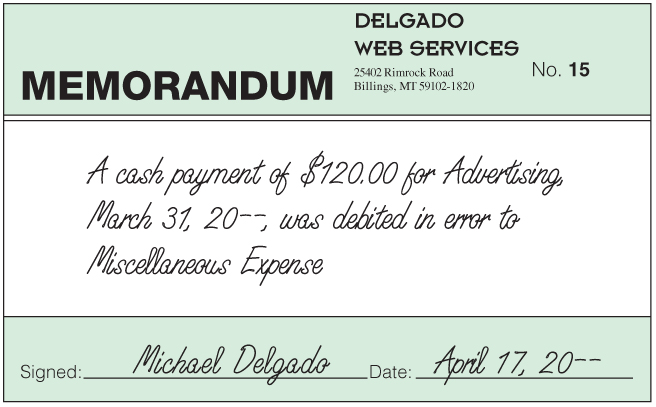 DELGADO
WEB SERVICES
25402 Rimrock Road
Billings, MT 59102-1820
No. 15
MEMORANDUM
A cash payment of $120.00 for Advertising,
March 31, 20--, was debited in error to
Miscellaneous Expense
Signed: Michael Delgado Date: April 17, 20--